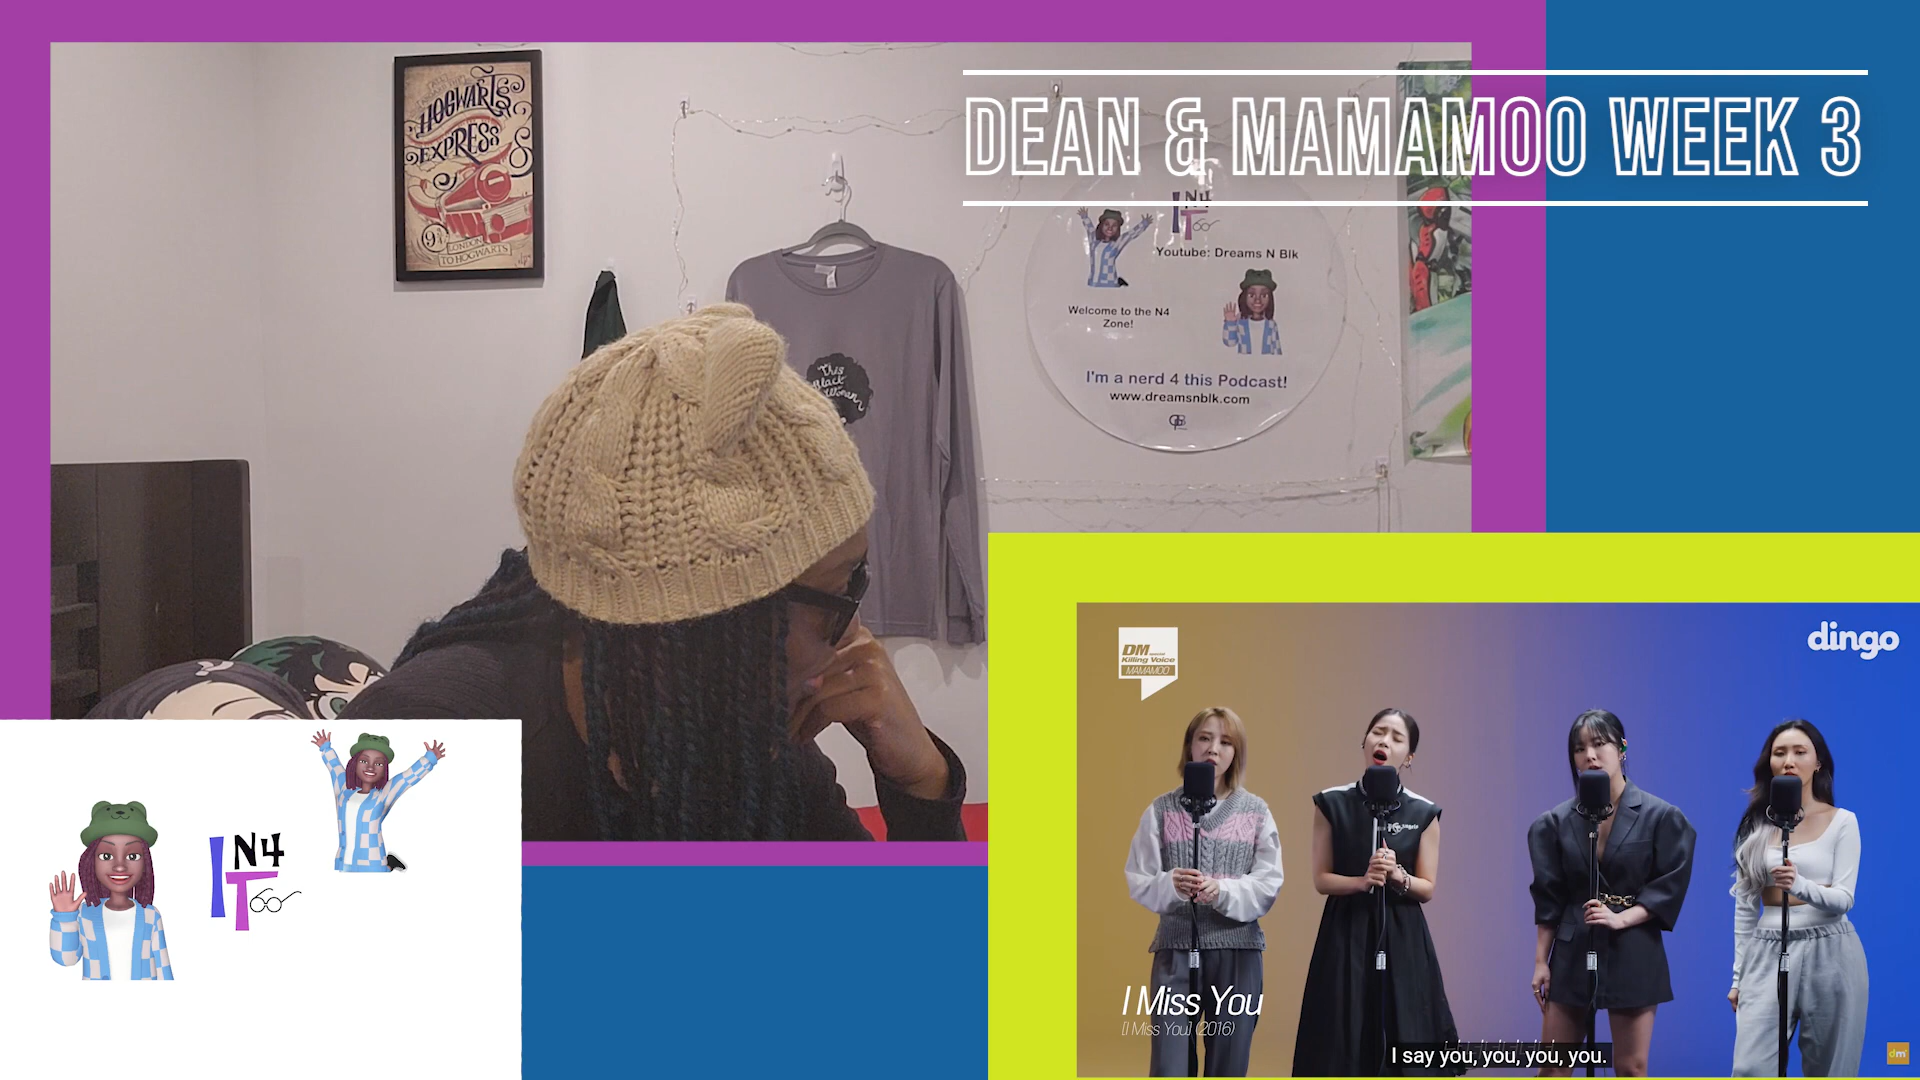 DEAN & MAMAMOO WEEK 3
HOGWARTS
EXPRESS
9¾
LONDON
TO HOGWARTS
This
Black
Woman
N4
IT
Youtube: Dreams N Blk
Welcome to the N4
Zone!
I'm a nerd 4 this Podcast!
www.dreamsnblk.com
DM
Killing Voice
MAMAMOO
dingo
N4
IT
I Miss You
[I Miss You] (2016)
I say you, you, you, you.
dm